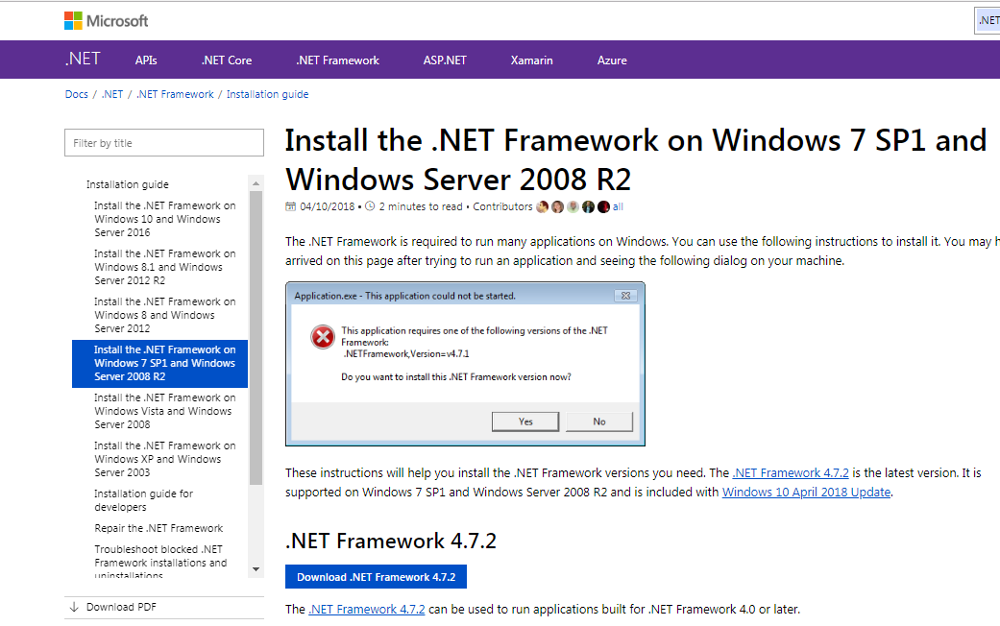 Microsoft
.NET
.NET APIs .NET Core .NET Framework ASP.NET Xamarin Azure
Docs / .NET / .NET Framework / Installation guide
Filter by title
Installation guide
Install the .NET Framework on
Windows 10 and Windows
Server 2016
Install the .NET Framework on
Windows 8.1 and Windows
Server 2012 R2
Install the .NET Framework on
Windows 8 and Windows
Server 2012
Install the .NET Framework on
Windows 7 SP1 and Windows
Server 2008 R2
Install the .NET Framework on
Windows Vista and Windows
Server 2008
Install the .NET Framework on
Windows XP and Windows
Server 2003
Installation guide for
developers
Repair the .NET Framework
Troubleshoot blocked .NET
Framework installations and
uninstallations
Download PDF
Install the .NET Framework on Windows 7 SP1 and
Windows Server 2008 R2
04/10/2018 • 2 minutes to read • Contributors all
The .NET Framework is required to run many applications on Windows. You can use the following instructions to install it. You may
arrived on this page after trying to run an application and seeing the following dialog on your machine.
Application.exe - This application could not be started.
This application requires one of the following versions of the .NET
Framework:
.NETFramework,Version=v4.7.1
Do you want to install this .NET Framework version now?
Yes No
These instructions will help you install the .NET Framework versions you need. The .NET Framework 4.7.2 is the latest version. It is
supported on Windows 7 SP1 and Windows Server 2008 R2 and is included with Windows 10 April 2018 Update.
.NET Framework 4.7.2
Download .NET Framework 4.7.2
The .NET Framework 4.7.2 can be used to run applications built for .NET Framework 4.0 or later.